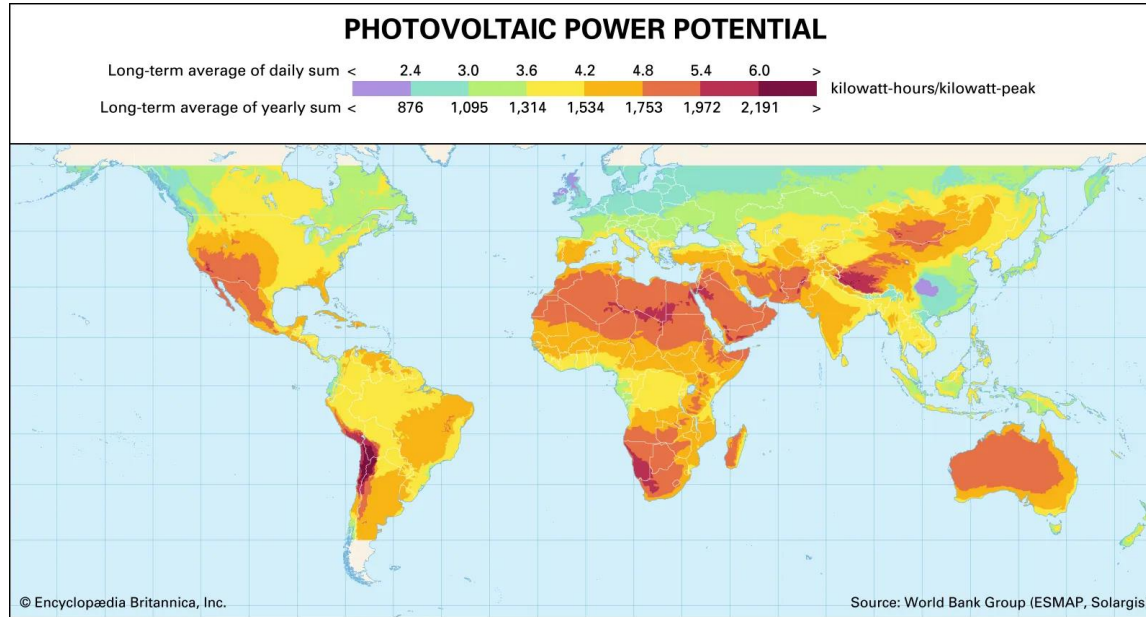 PHOTOVOLTAIC POWER POTENTIAL
Long-term average of daily sum < 2.4 3.0 3.6 4.2 4.8 5.4 6.0 >
kilowatt-hours/kilowatt-peak
Long-term average of yearly sum < 876 1,095 1,314 1,534 1,753 1,972 2,191 >
© Encyclopædia Britannica, Inc.
Source: World Bank Group (ESMAP, Solargis